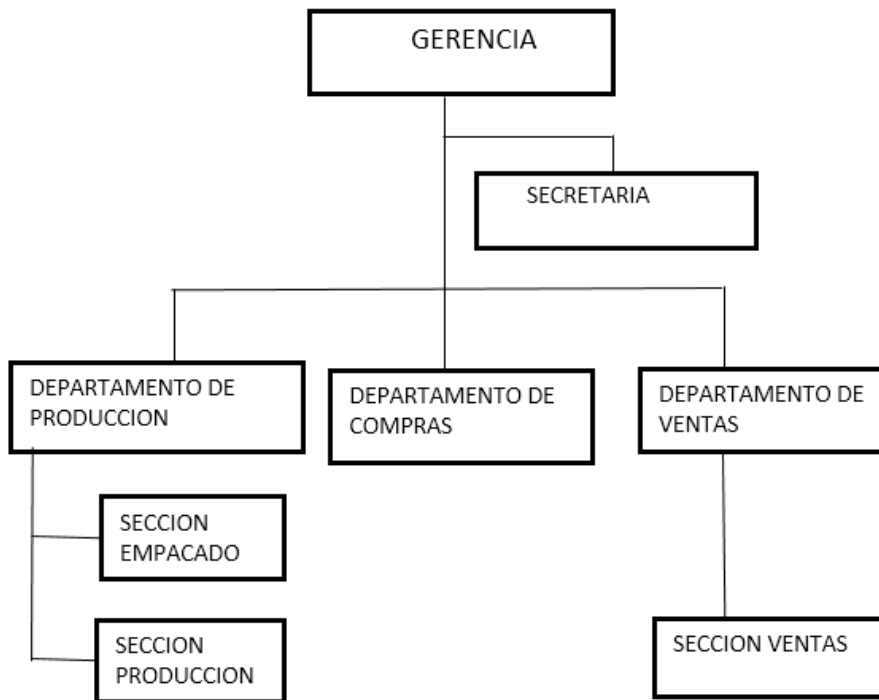 GERENCIA
SECRETARIA
DEPARTAMENTO DE
PRODUCCION
DEPARTAMENTO DE
COMPRAS
DEPARTAMENTO DE
VENTAS
SECCION
EMPACADO
SECCION
PRODUCCION
SECCION VENTAS